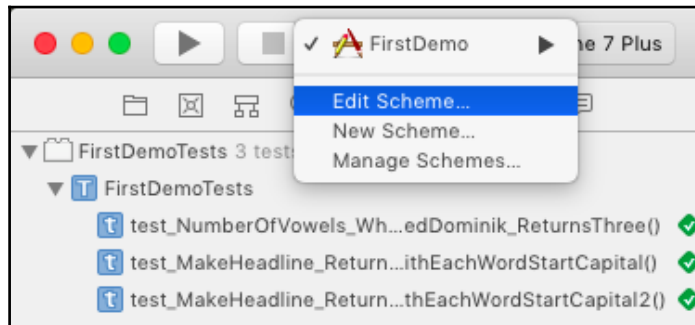 FirstDemo
ne 7 Plus
Edit Scheme...
New Scheme...
Manage Schemes...
FirstDemoTests 3 tests
FirstDemoTests
test_NumberOfVowels_Wh...edDominik_ReturnsThree()
test_MakeHeadline_Return...ithEachWordStartCapital()
test_MakeHeadline_Return...thEachWordStartCapital2()